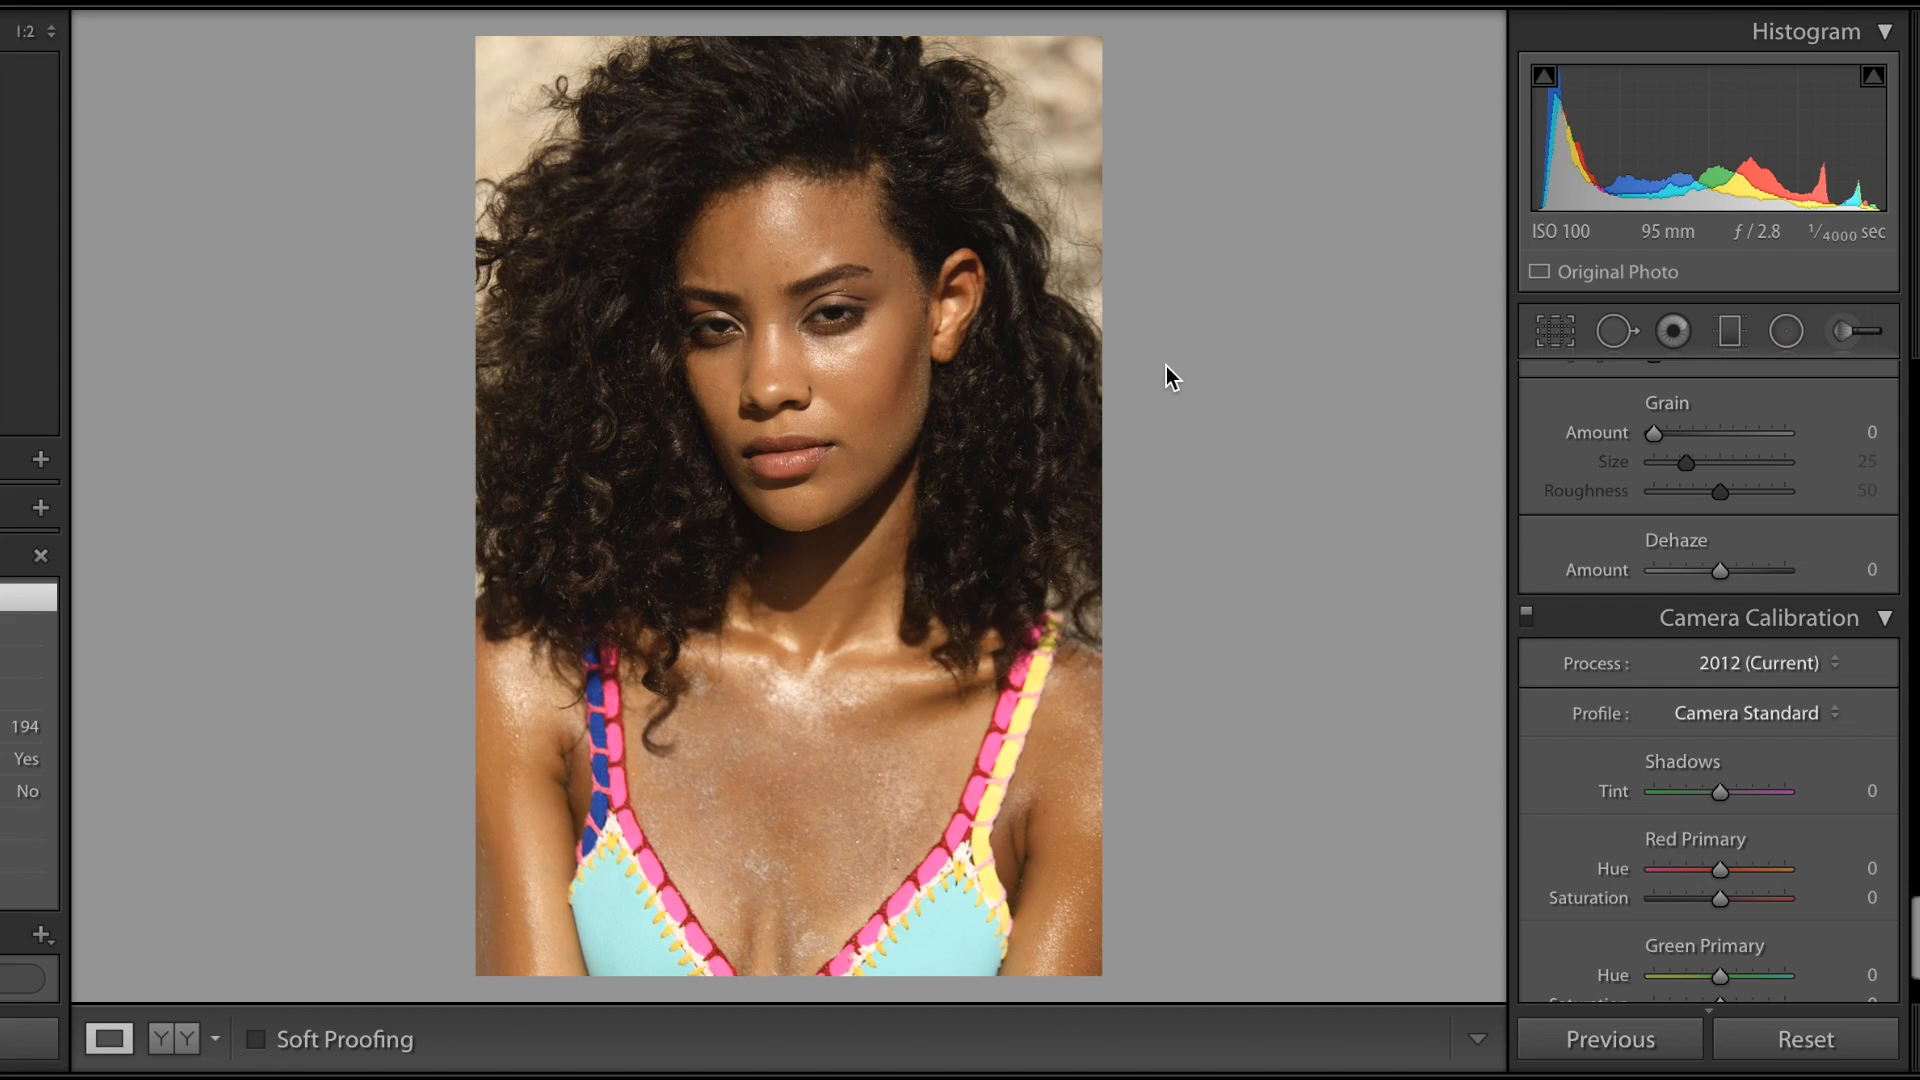 1:2
194
Yes
No
Y Y
Soft Proofing
Histogram
ISO 100 95 mm ƒ / 2.8 1/4000 sec
Original Photo
Grain
Amount 0
Size 25
Roughness 50
Dehaze
Amount 0
Camera Calibration
Process : 2012 (Current)
Profile : Camera Standard
Shadows
Tint 0
Red Primary
Hue 0
Saturation 0
Green Primary
Hue 0
Previous Reset